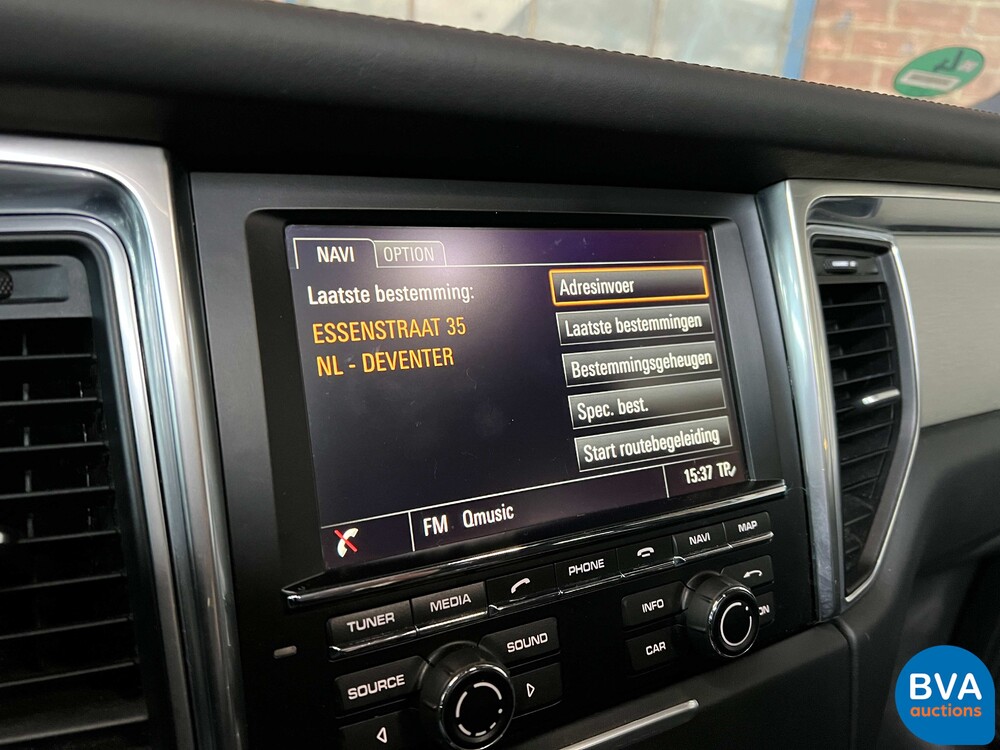 NAVI OPTION
Laatste bestemming:
ESSENSTRAAT 35
NL - DEVENTER
Adresinvoer
Laatste bestemmingen
Bestemmingsgeheugen
Spec. best.
Start routebegeleiding
FM Qmusic
15:37 TP
TUNER MEDIA PHONE NAVI MAP
SOURCE SOUND INFO CAR
BVA
auctions